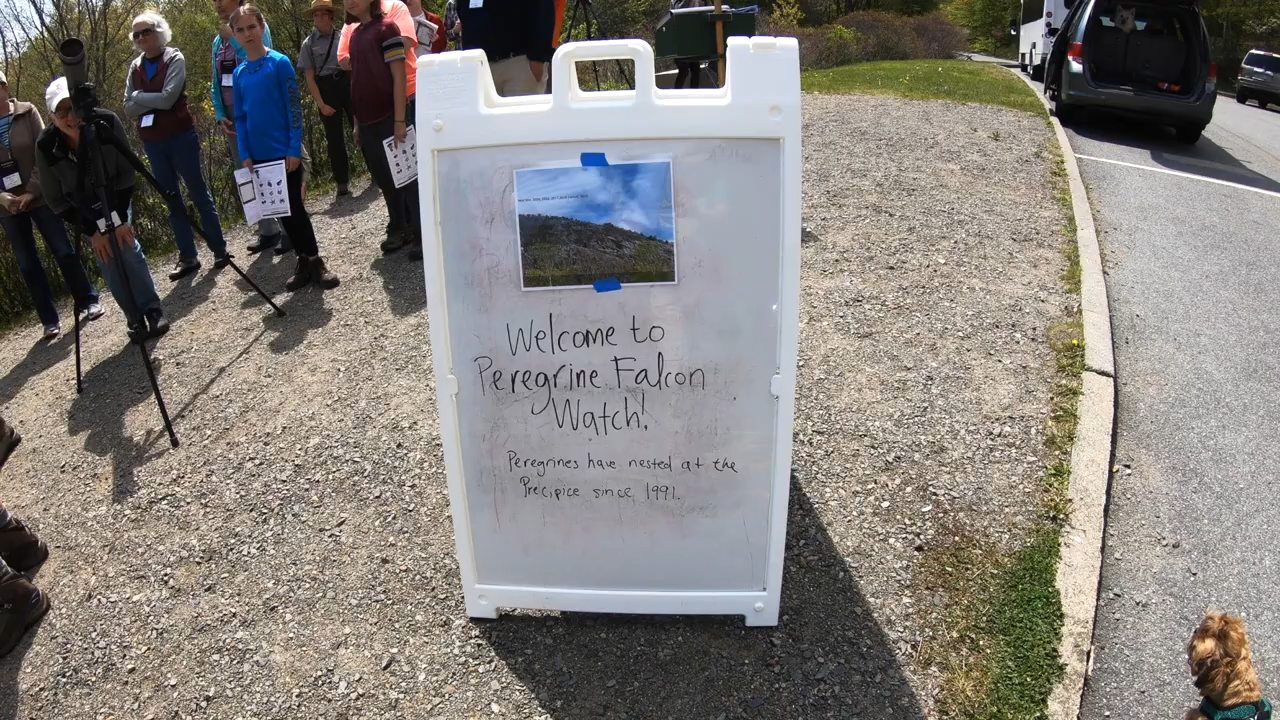 Welcome to
Peregrine Falcon
Watch!
Peregrines have nested at the
Precipice since 1991.